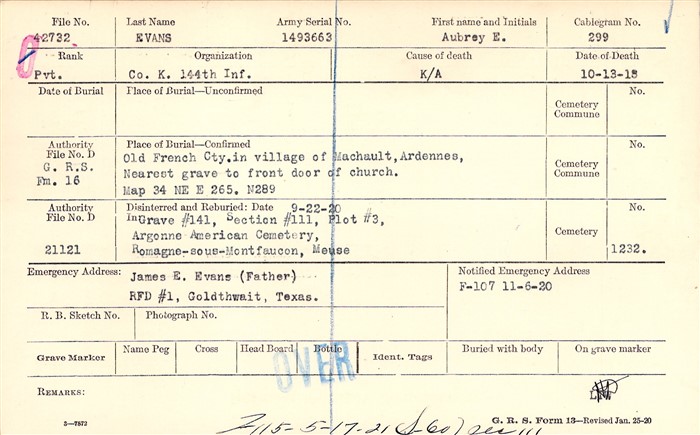 File No. Last Name Army Serial No. First name and Initials Cablegram No.
42732 EVANS 1493663 Aubrey E. 299
Rank Organization Cause of death Date of Death
Pvt. Co. K. 144th Inf. K/A 10-13-18
Date of Burial Place of Burial—Unconfirmed No.
Cemetery
Commune
Authority Place of Burial—Confirmed No.
File No. D Old French Cty.in village of Machault,Ardennes,
G. R.S. Nearest grave to front door of church. Cemetery
Fm. 16 Map 34 NE E 265. N289 Commune
Authority Disinterred and Reburied: Date 9-22-20 No.
File No. D In Grave #141, Section #111, Plot #3,
Argonne American Cemetery, Cemetery
21121 Romagne-sous-Montfaucon, Meuse 1232.
Emergency Address: James E. Evans (Father) Notified Emergency Address
RFD #1, Goldthwait, Texas. F-107 11-6-20
R. B. Sketch No. Photograph No.
Grave Marker Name Peg Cross Head Board Bottle Ident. Tags Buried with body On grave marker
OVER
REMARKS:
3—7872 G. R. S. Form 13—Revised Jan. 25-20
115-5-17-21